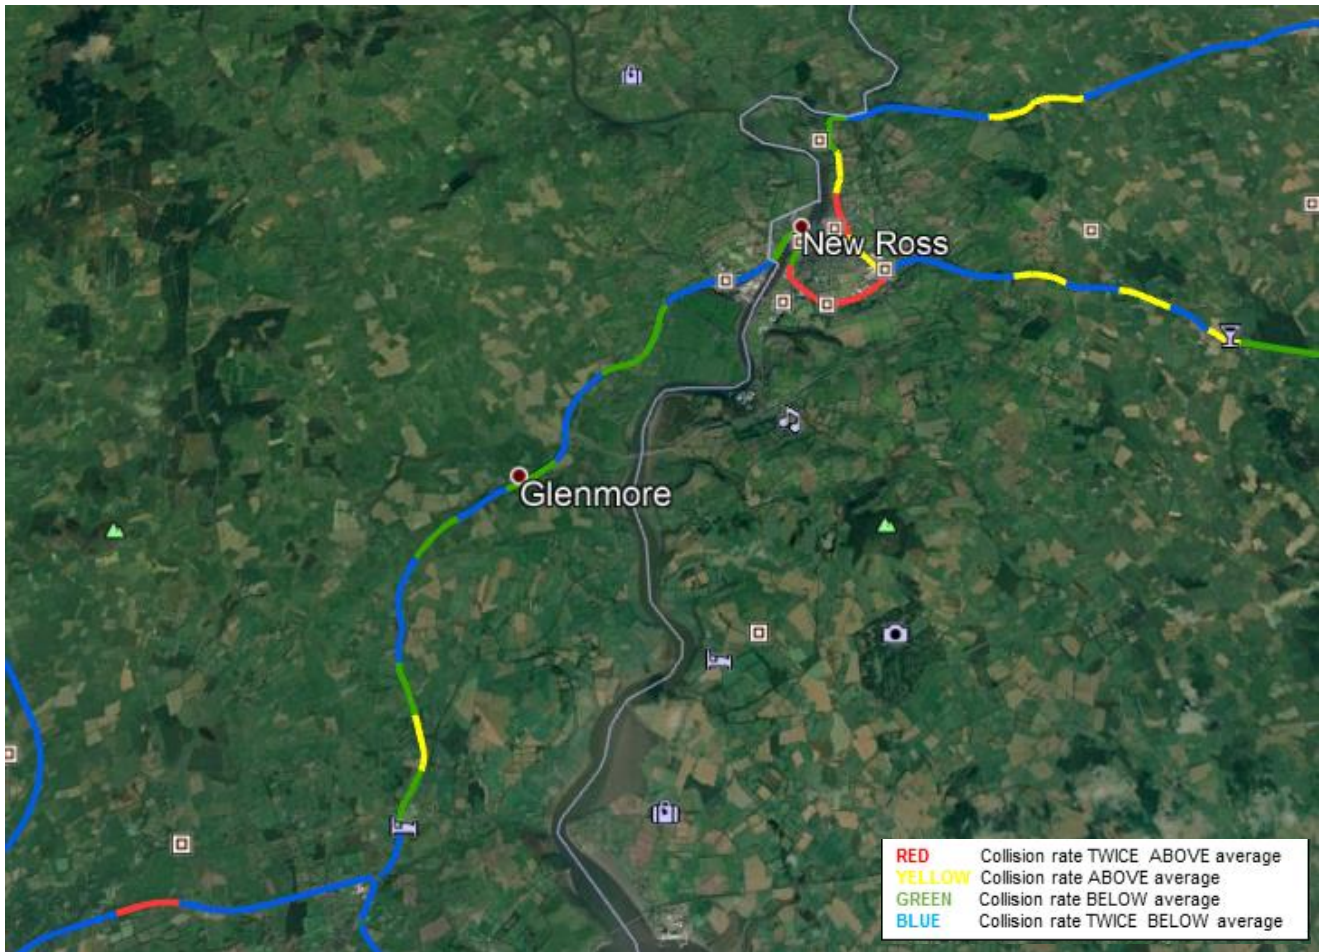 New Ross
Glenmore
RED Collision rate TWICE ABOVE average
YELLOW Collision rate ABOVE average
GREEN Collision rate BELOW average
BLUE Collision rate TWICE BELOW average